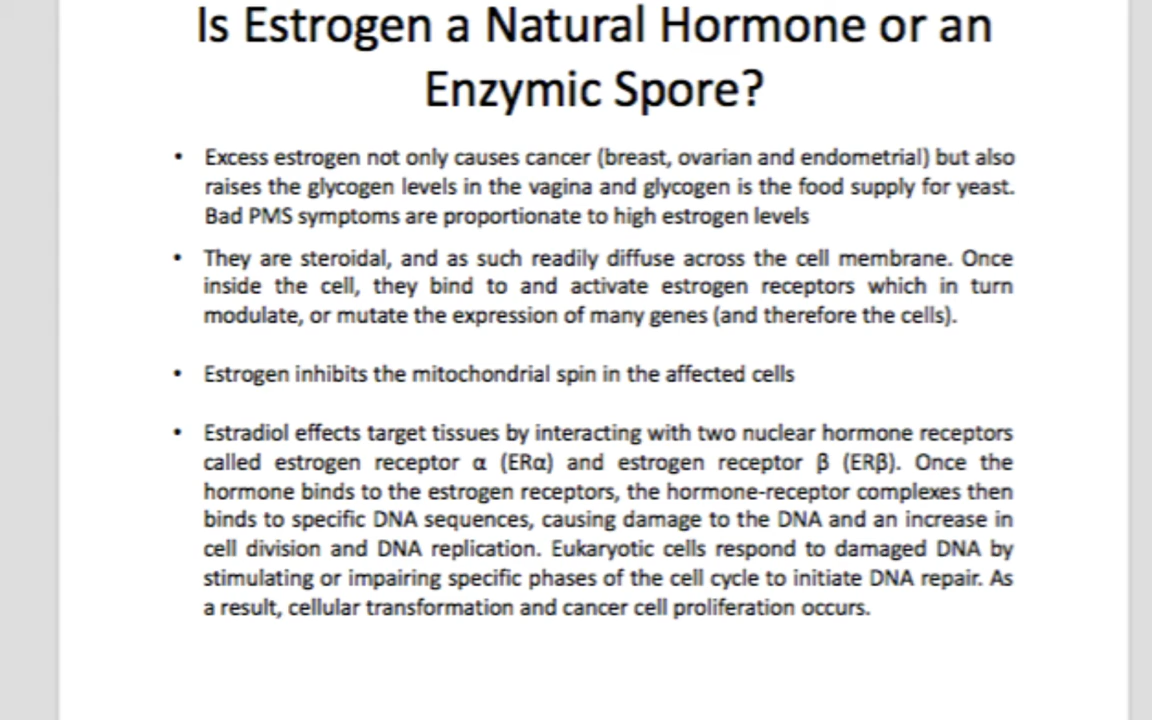 Is Estrogen a Natural Hormone or an
Enzymic Spore?
• Excess estrogen not only causes cancer (breast, ovarian and endometrial) but also
raises the glycogen levels in the vagina and glycogen is the food supply for yeast.
Bad PMS symptoms are proportionate to high estrogen levels
• They are steroidal, and as such readily diffuse across the cell membrane. Once
inside the cell, they bind to and activate estrogen receptors which in turn
modulate, or mutate the expression of many genes (and therefore the cells).
• Estrogen inhibits the mitochondrial spin in the affected cells
• Estradiol effects target tissues by interacting with two nuclear hormone receptors
called estrogen receptor α (ERα) and estrogen receptor β (ERβ). Once the
hormone binds to the estrogen receptors, the hormone-receptor complexes then
binds to specific DNA sequences, causing damage to the DNA and an increase in
cell division and DNA replication. Eukaryotic cells respond to damaged DNA by
stimulating or impairing specific phases of the cell cycle to initiate DNA repair. As
a result, cellular transformation and cancer cell proliferation occurs.